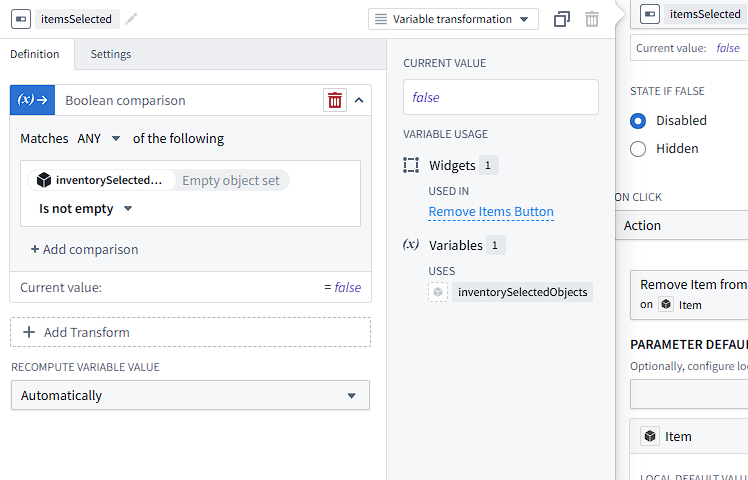 itemsSelected
Variable transformation
Definition
Settings
(x)
Boolean comparison
Matches ANY of the following
inventorySelected... Empty object set
Is not empty
+ Add comparison
Current value: = false
+ Add Transform
RECOMPUTE VARIABLE VALUE
Automatically
CURRENT VALUE
false
VARIABLE USAGE
Widgets 1
USED IN
Remove Items Button
(x) Variables 1
USES
inventorySelectedObjects
itemsSelected
Current value: false
STATE IF FALSE
Disabled
Hidden
ON CLICK
Action
Remove Item from
on Item
PARAMETER DEFAU
Optionally, configure loc
Item
LOCAL DEFAULT VALU